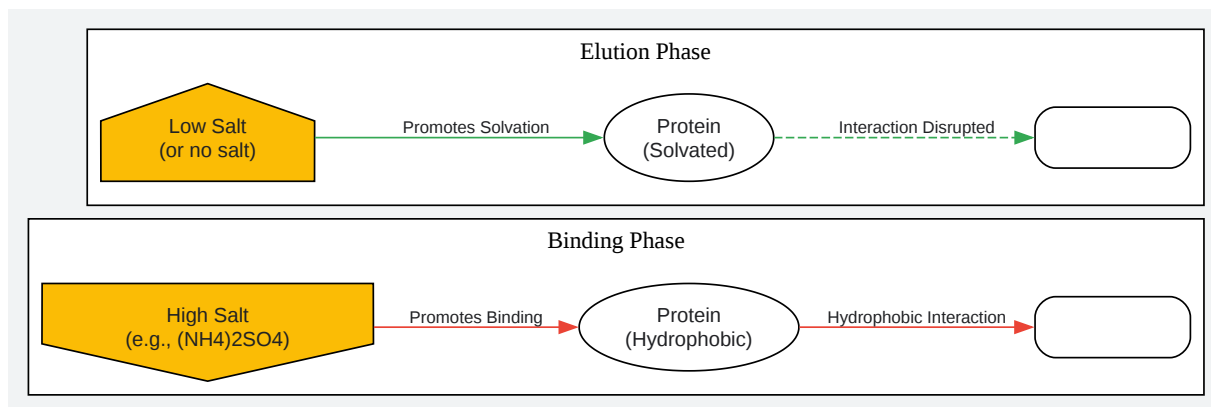 Elution Phase
Low Salt
(or no salt)
Promotes Solvation
Protein
(Solvated)
Interaction Disrupted
Binding Phase
High Salt
(e.g., (NH4)2SO4)
Promotes Binding
Protein
(Hydrophobic)
Hydrophobic Interaction